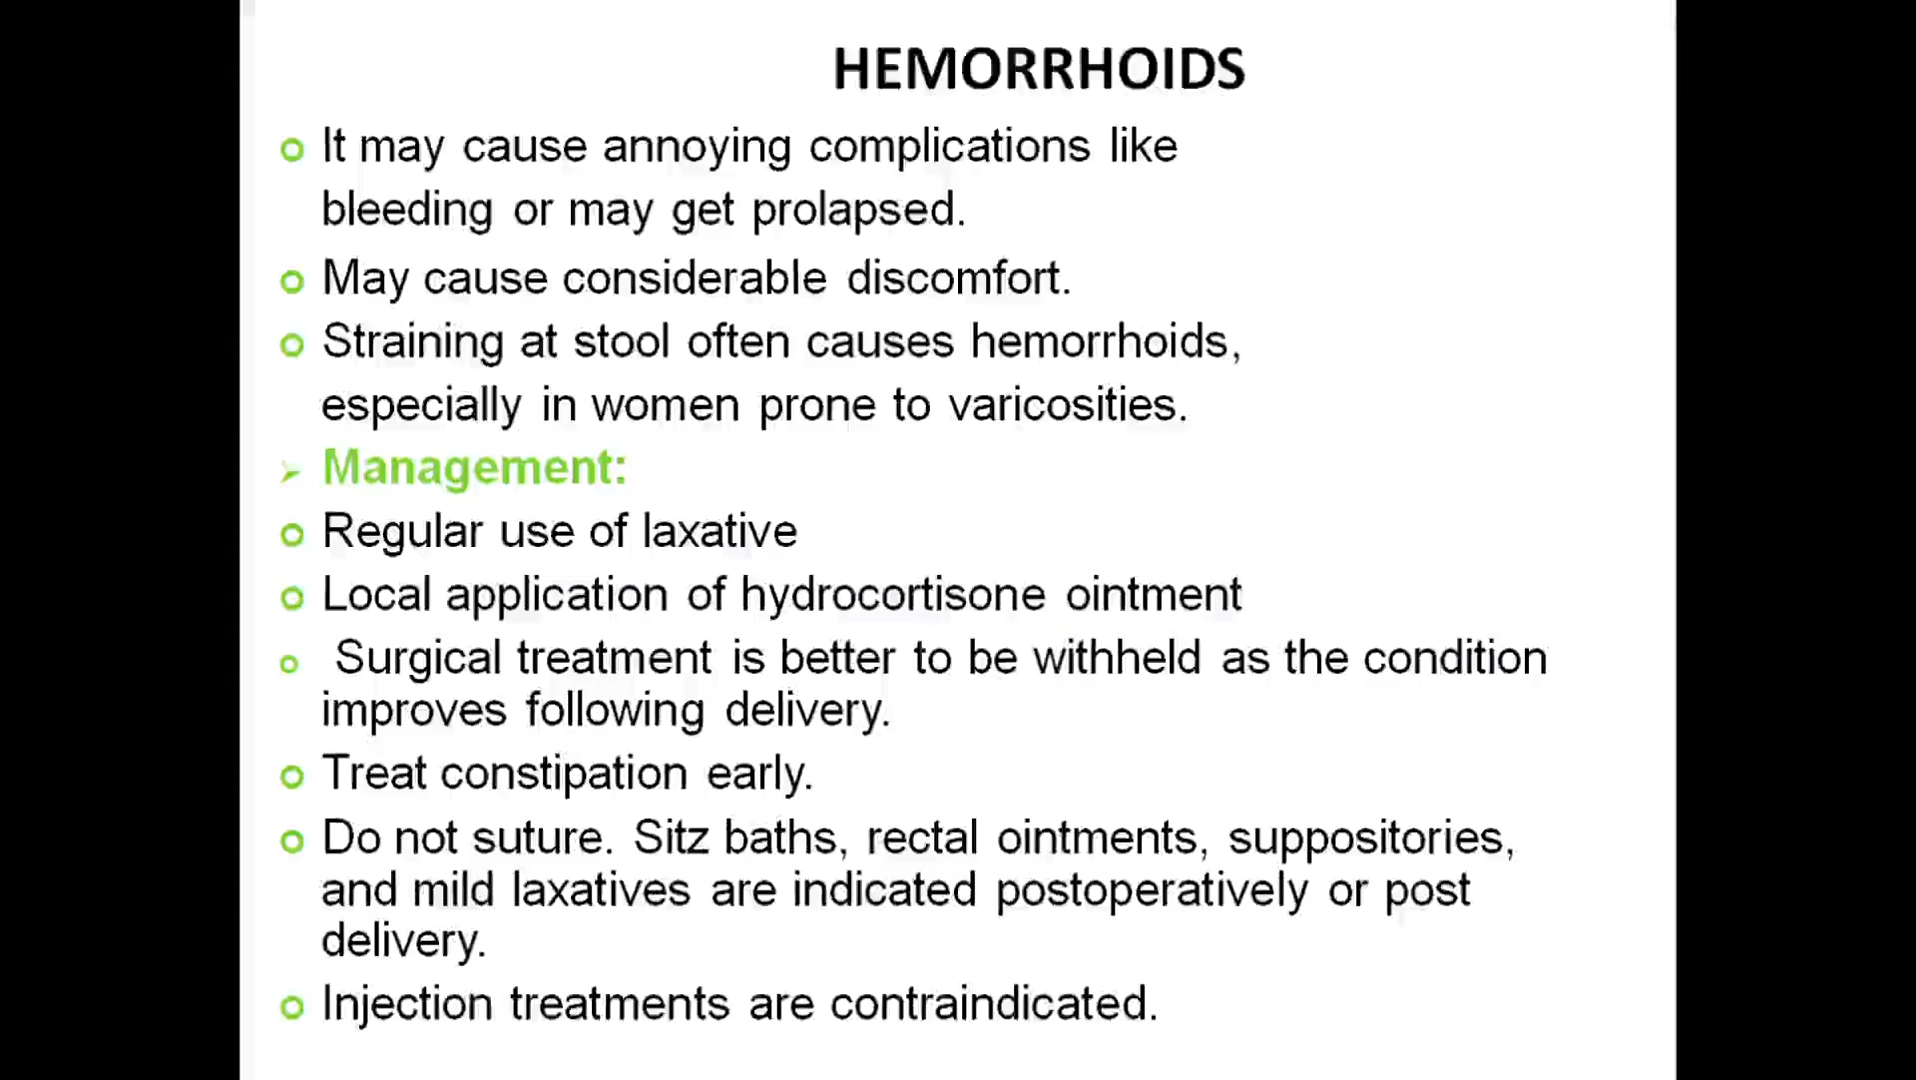 HEMORRHOIDS
It may cause annoying complications like
bleeding or may get prolapsed.
May cause considerable discomfort.
Straining at stool often causes hemorrhoids,
especially in women prone to varicosities.
Management:
Regular use of laxative
Local application of hydrocortisone ointment
Surgical treatment is better to be withheld as the condition
improves following delivery.
Treat constipation early.
Do not suture. Sitz baths, rectal ointments, suppositories,
and mild laxatives are indicated postoperatively or post
delivery.
Injection treatments are contraindicated.